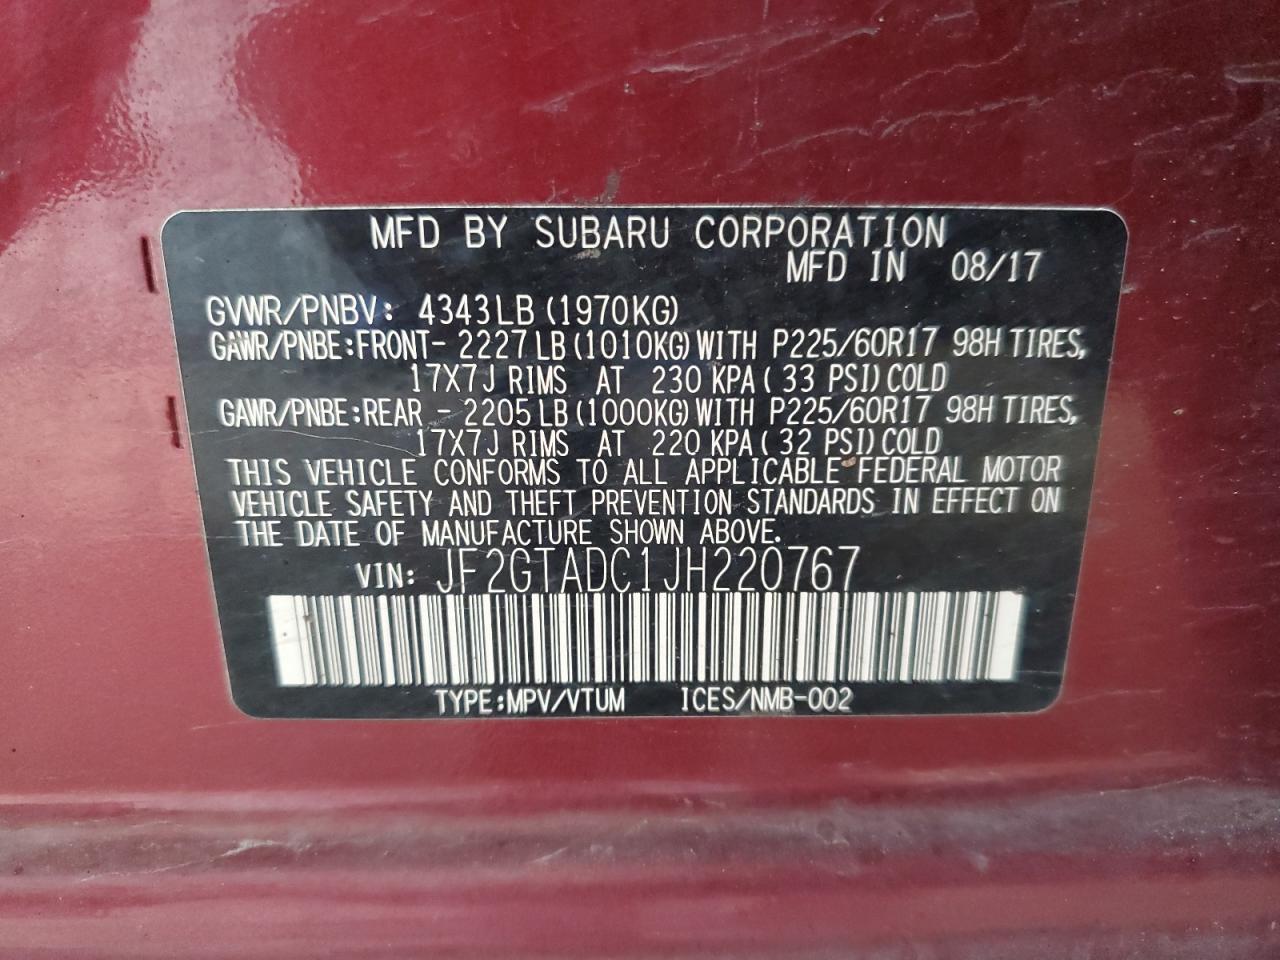 MFD BY SUBARU CORPORATION
MFD IN 08/17
GVWR/PNBV: 4343LB (1970KG)
GAWR/PNBE:FRONT- 2227LB(1010KG)WITH P225/60R17 98H TIRES,
17X7J RIMS AT 230 KPA( 33 PSI)COLD
GAWR/PNBE:REAR - 2205LB(1000KG)WITH P225/60R17 98H TIRES,
17X7J RIMS AT 220 KPA( 32 PSI)COLD
THIS VEHICLE CONFORMS TO ALL APPLICABLE FEDERAL MOTOR
VEHICLE SAFETY AND THEFT PREVENTION STANDARDS IN EFFECT ON
THE DATE OF MANUFACTURE SHOWN ABOVE.
VIN: JF2GTADC1JH220767
TYPE:MPV/VTUM ICES/NMB-002